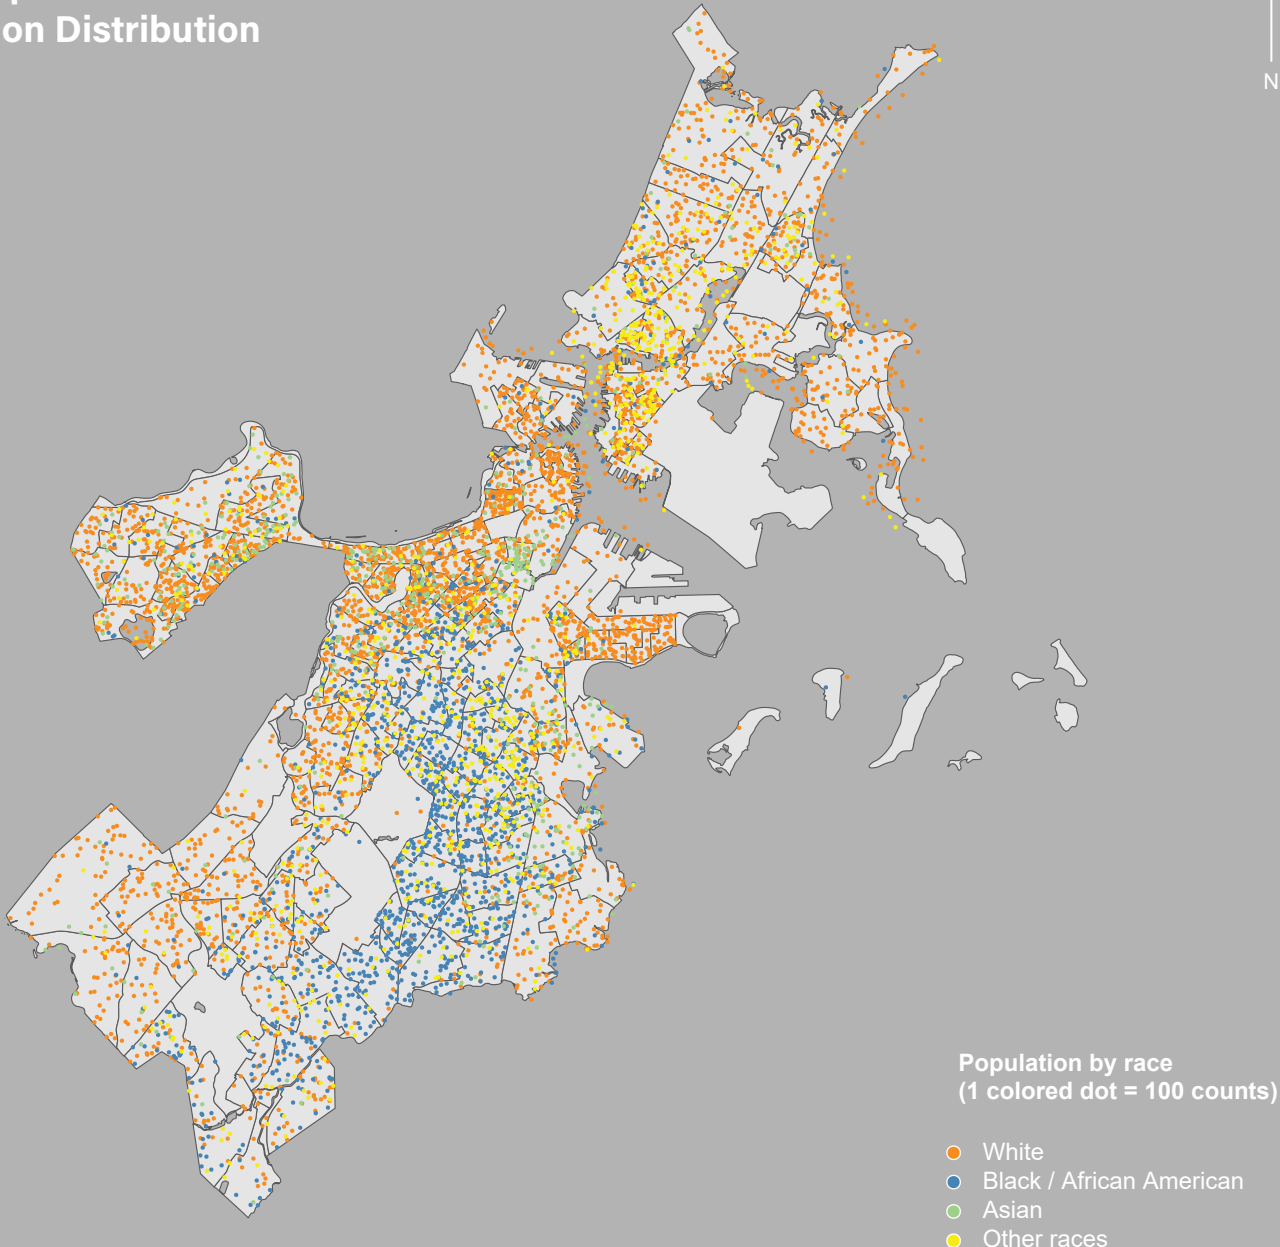 on Distribution
N
Population by race
(1 colored dot = 100 counts)
White
Black / African American
Asian
Other races